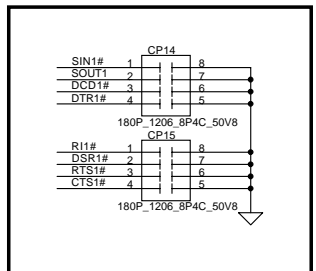 CP14
SIN1# 1 8
SOUT1 2 7
DCD1# 3 6
DTR1# 4 5
180P_1206_8P4C_50V8
CP15
RI1# 1 8
DSR1# 2 7
RTS1# 3 6
CTS1# 4 5
180P_1206_8P4C_50V8